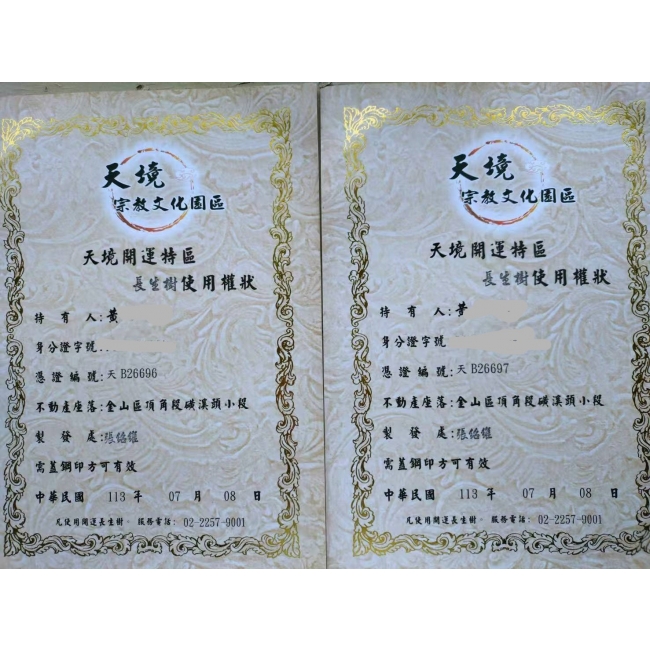 天境
宗教文化園區
天境開運特區
長生樹使用權狀
持有人:黃
身分證字號:
憑證編號:天 B26696
不動產座落:金山區頂角段磺溪頭小段
製發處:張
需蓋鋼印方可有效
中華民國 113 年 07 月 08 日
凡使用開運長生樹 服務電話: 02-2257-9001
天境
宗教文化園區
天境開運特區
長生樹使用權狀
持有人:
身分證字號
憑證編號:天 B26697
不動產座落:金山區頂角段磺溪頭小段
製發處:張
需蓋鋼印方可有效
中華民國 113 年 07 月 08 日
凡使用開運長生樹 服務電話: 02-2257-9001